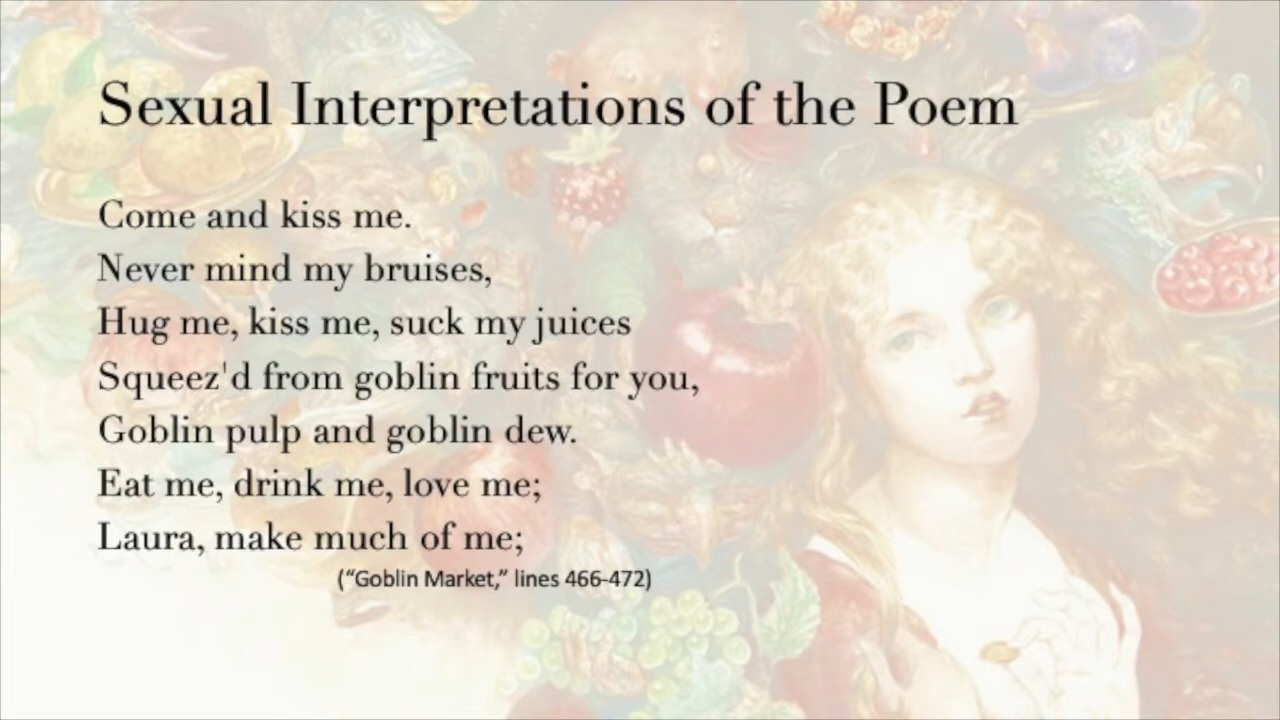 Sexual Interpretations of the Poem
Come and kiss me.
Never mind my bruises,
Hug me, kiss me, suck my juices
Squeez'd from goblin fruits for you,
Goblin pulp and goblin dew.
Eat me, drink me, love me;
Laura, make much of me;
(“Goblin Market,” lines 466-472)